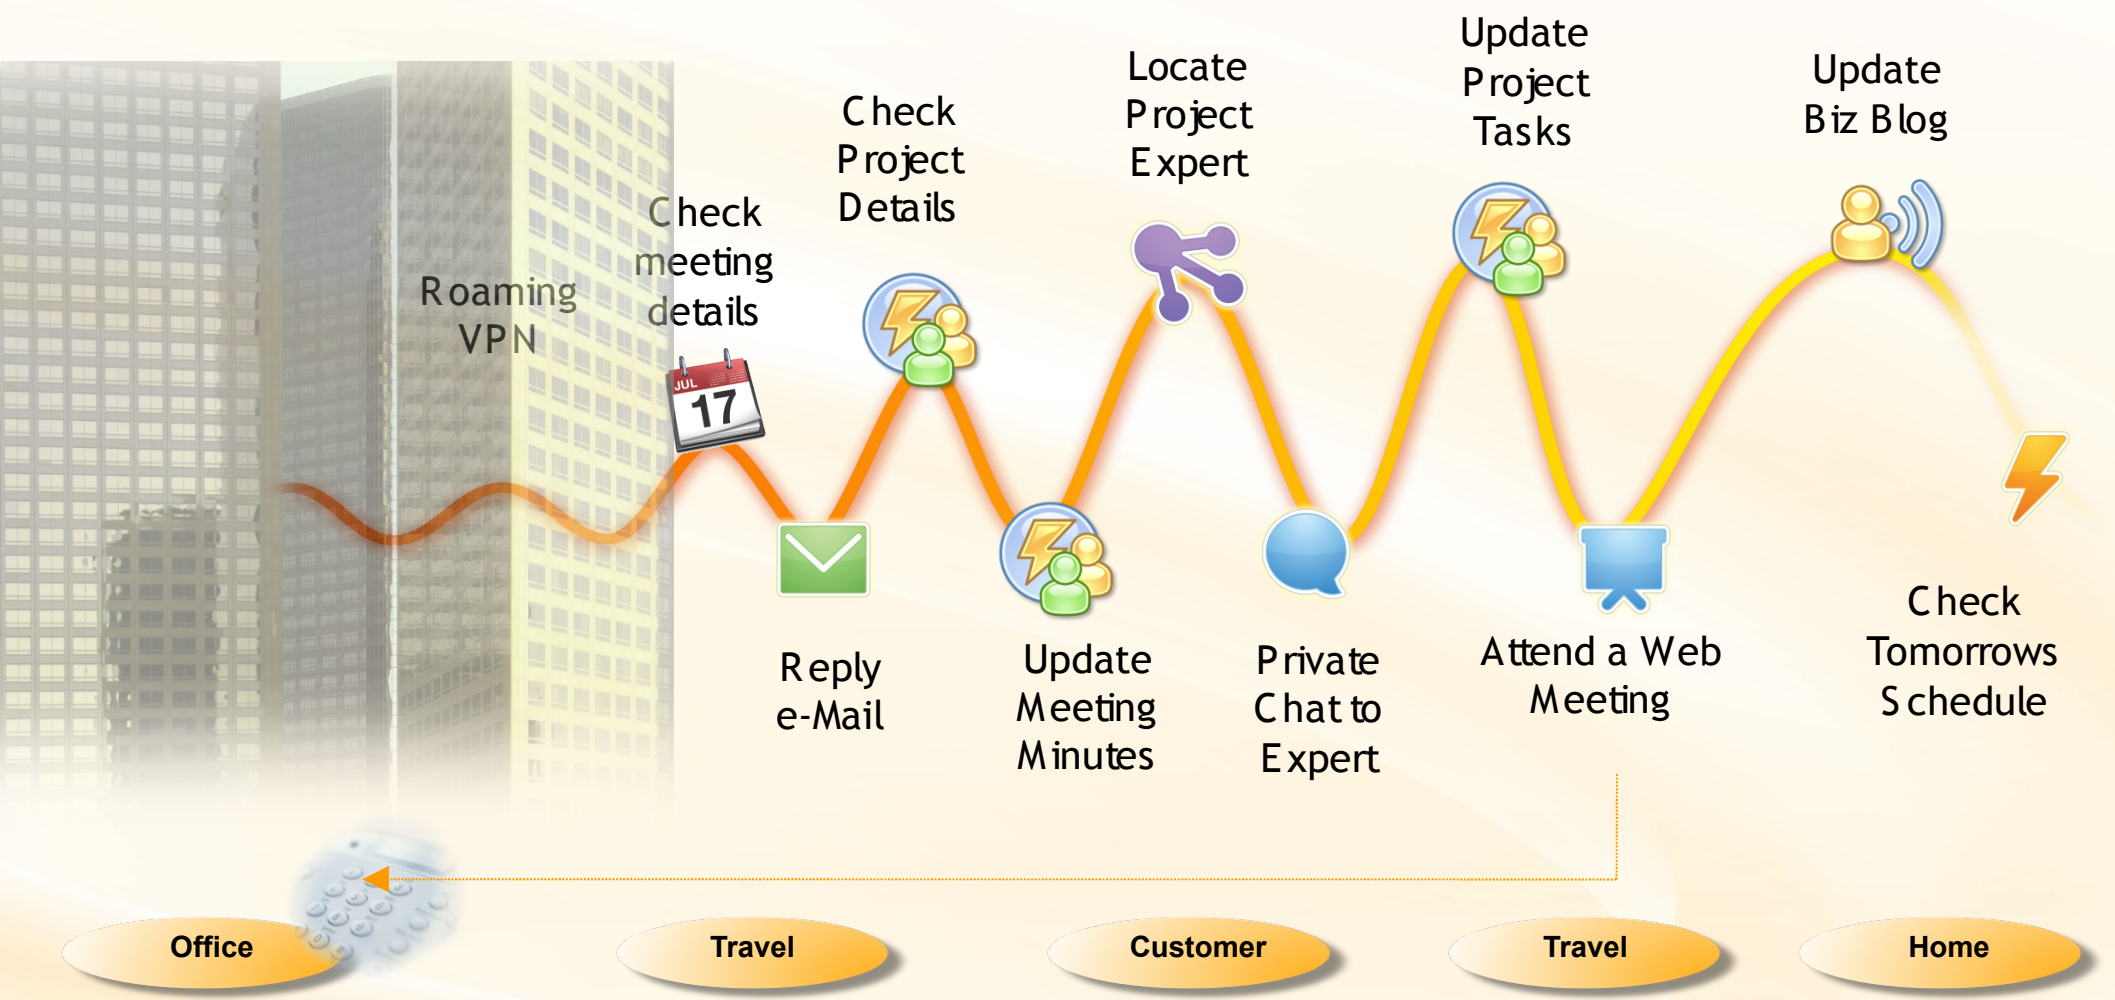 Roaming
VPN
Check
meeting
details
JUL
17
Check
Project
Details
Locate
Project
Expert
Update
Project
Tasks
Update
Biz Blog
Reply
e-Mail
Update
Meeting
Minutes
Private
Chat to
Expert
Attend a Web
Meeting
Check
Tomorrows
Schedule
Office
Travel
Customer
Travel
Home